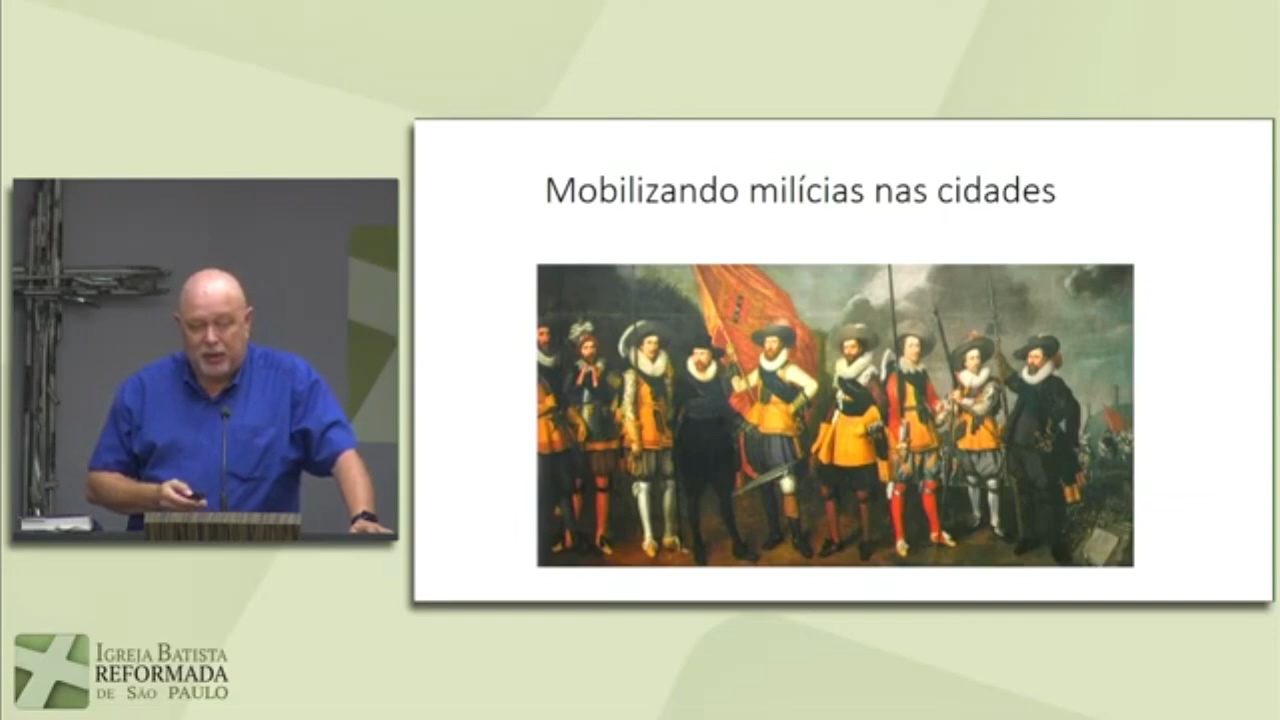 Mobilizando milícias nas cidades
IGREJA BATISTA
REFORMADA
DE SÃO PAULO